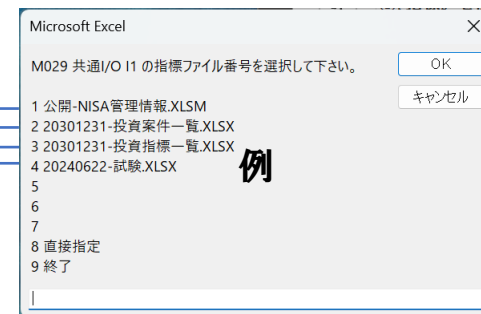 Microsoft Excel
M029 共通I/O I1 の指標ファイル番号を選択して下さい。
OK
キャンセル
1 公開-NISA管理情報.XLSM
2 20301231-投資案件一覧.XLSX
3 20301231-投資指標一覧.XLSX
4 20240622-試験.XLSX
例
5
6
7
8 直接指定
9 終了